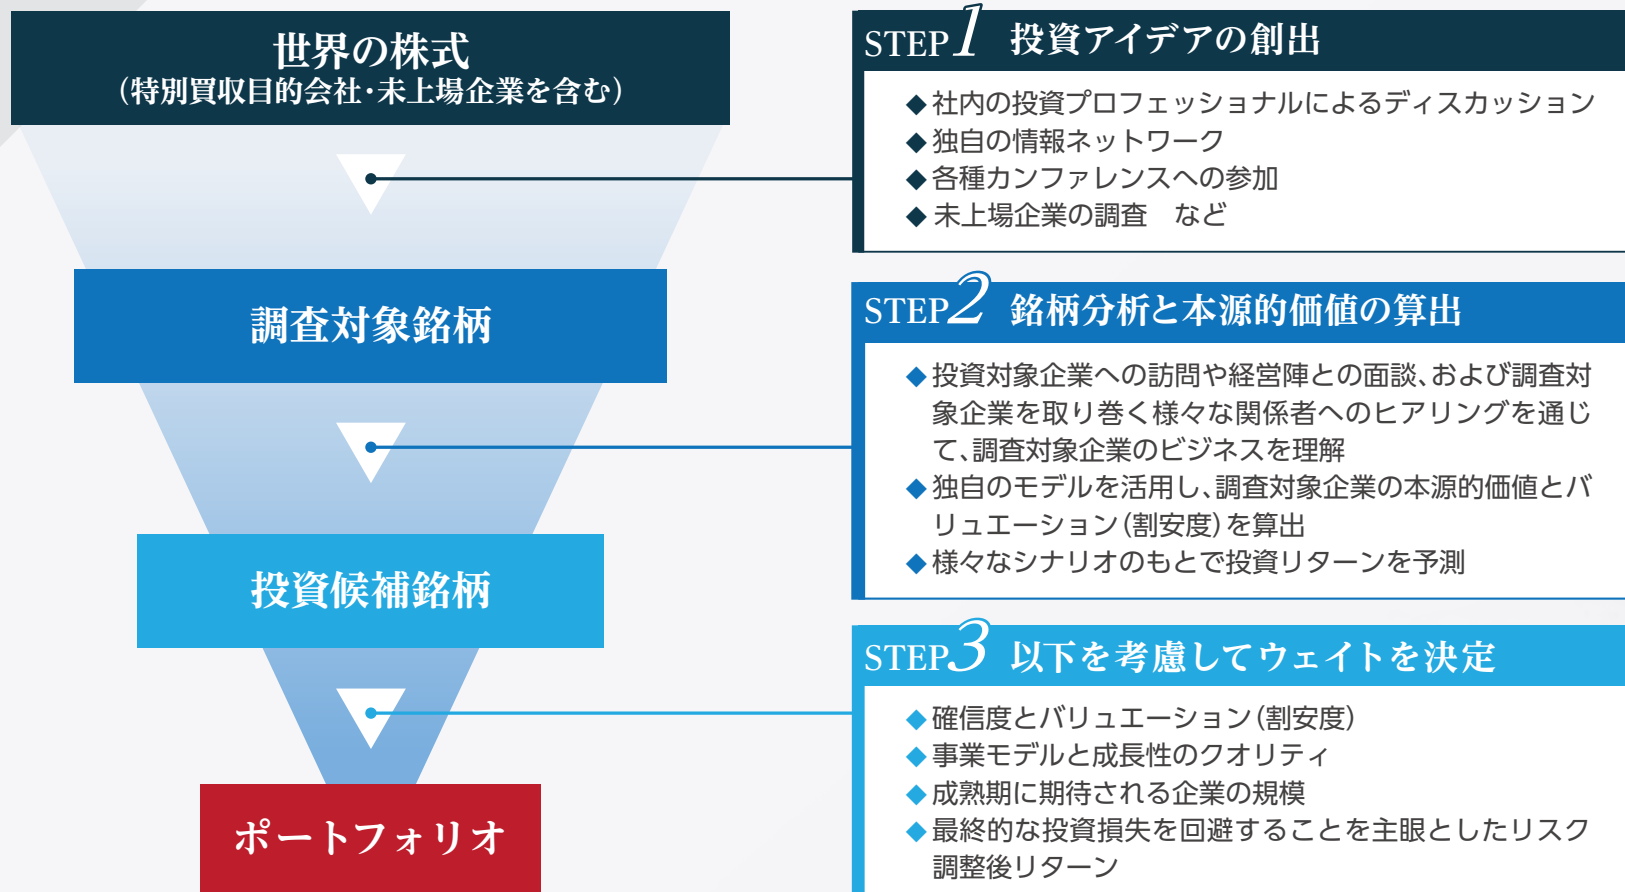 世界の株式
（特別買収目的会社・未上場企業を含む）
調査対象銘柄
投資候補銘柄
ポートフォリオ
STEP1 投資アイデアの創出
◆社内の投資プロフェッショナルによるディスカッション
◆独自の情報ネットワーク
◆各種カンファレンスへの参加
◆未上場企業の調査　など
STEP2 銘柄分析と本源的価値の算出
◆投資対象企業への訪問や経営陣との面談、および調査対
象企業を取り巻く様々な関係者へのヒアリングを通じ
て、調査対象企業のビジネスを理解
◆独自のモデルを活用し、調査対象企業の本源的価値とバ
リュエーション（割安度）を算出
◆様々なシナリオのもとで投資リターンを予測
STEP3 以下を考慮してウェイトを決定
◆確信度とバリュエーション（割安度）
◆事業モデルと成長性のクオリティ
◆成熟期に期待される企業の規模
◆最終的な投資損失を回避することを主眼としたリスク
調整後リターン